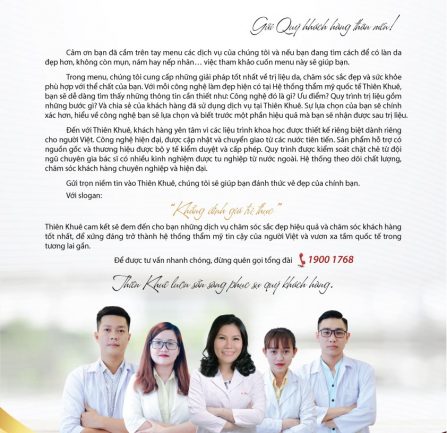 Gửi Quý khách hàng thân mến!
Cảm ơn bạn đã cầm trên tay menu các dịch vụ của chúng tôi và nếu bạn đang tìm cách để có làn da
đẹp hơn, không còn mụn, nám hay nếp nhăn... việc tham khảo cuốn menu này sẽ giúp bạn.
Trong menu, chúng tôi cung cấp những giải pháp tốt nhất về trị liệu da, chăm sóc sắc đẹp và sức khỏe
phù hợp với thể chất của bạn. Với mỗi công nghệ làm đẹp hiện có tại Hệ thống thẩm mỹ quốc tế Thiên Khuê,
bạn sẽ dễ dàng tìm thấy những thông tin cần thiết như: Công nghệ đó là gì? Ưu điểm? Quy trình trị liệu gồm
những bước gì? Và chia sẻ của khách hàng đã sử dụng dịch vụ tại Thiên Khuê. Sự lựa chọn của bạn sẽ chính
xác hơn, hiểu về công nghệ bạn sẽ lựa chọn và biết trước một phần hiệu quả mà bạn sẽ nhận được sau trị liệu.
Đến với Thiên Khuê, khách hàng yên tâm vì các liệu trình khoa học được thiết kế riêng biệt dành riêng
cho người Việt. Công nghệ hiện đại, được cập nhật và chuyển giao từ các nước tiên tiến. Sản phẩm hỗ trợ có
nguồn gốc và thương hiệu được bộ y tế kiểm duyệt và cấp phép. Quy trình được kiểm soát chặt chẽ từ đội
ngũ chuyên gia bác sĩ có nhiều kinh nghiệm được tu nghiệp từ nước ngoài. Hệ thống theo dõi chất lượng,
chăm sóc khách hàng chuyên nghiệp và hiện đại.
Gửi trọn niềm tin vào Thiên Khuê, chúng tôi sẽ giúp bạn đánh thức vẻ đẹp của chính bạn.
Với slogan:
"Khẳng định giá trị thực"
Thiên Khuê cam kết sẽ đem đến cho bạn những dịch vụ chăm sóc sắc đẹp hiệu quả và chăm sóc khách hàng
tốt nhất, để xứng đáng trở thành hệ thống thẩm mỹ tin cậy của người Việt và vươn xa tầm quốc tế trong
tương lai gần.
Để được tư vấn nhanh chóng, đừng quên gọi tổng đài 1900 1768
Thiên Khuê luôn sẵn sàng phục vụ quý khách hàng.